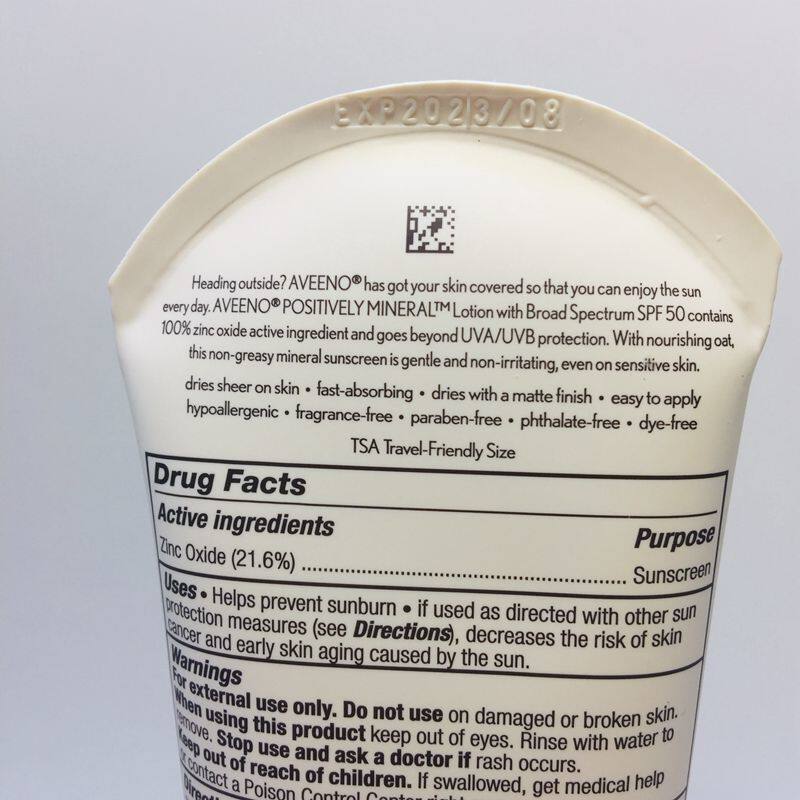 EXP2023/08
Heading outside? AVEENO® has got your skin covered so that you can enjoy the sun
every day. AVEENO® POSITIVELY MINERAL™ Lotion with Broad Spectrum SPF 50 contains
100% zinc oxide active ingredient and goes beyond UVA/UVB protection. With nourishing oat,
this non-greasy mineral sunscreen is gentle and non-irritating, even on sensitive skin.
dries sheer on skin • fast-absorbing • dries with a matte finish • easy to apply
hypoallergenic • fragrance-free • paraben-free • phthalate-free • dye-free
TSA Travel-Friendly Size
Drug Facts
Active ingredients Purpose
Zinc Oxide (21.6%) ........................................................ Sunscreen
Uses • Helps prevent sunburn • if used as directed with other sun
protection measures (see Directions), decreases the risk of skin
cancer and early skin aging caused by the sun.
Warnings
For external use only. Do not use on damaged or broken skin.
When using this product keep out of eyes. Rinse with water to
remove. Stop use and ask a doctor if rash occurs.
Keep out of reach of children. If swallowed, get medical help
or contact a Poison Control Center